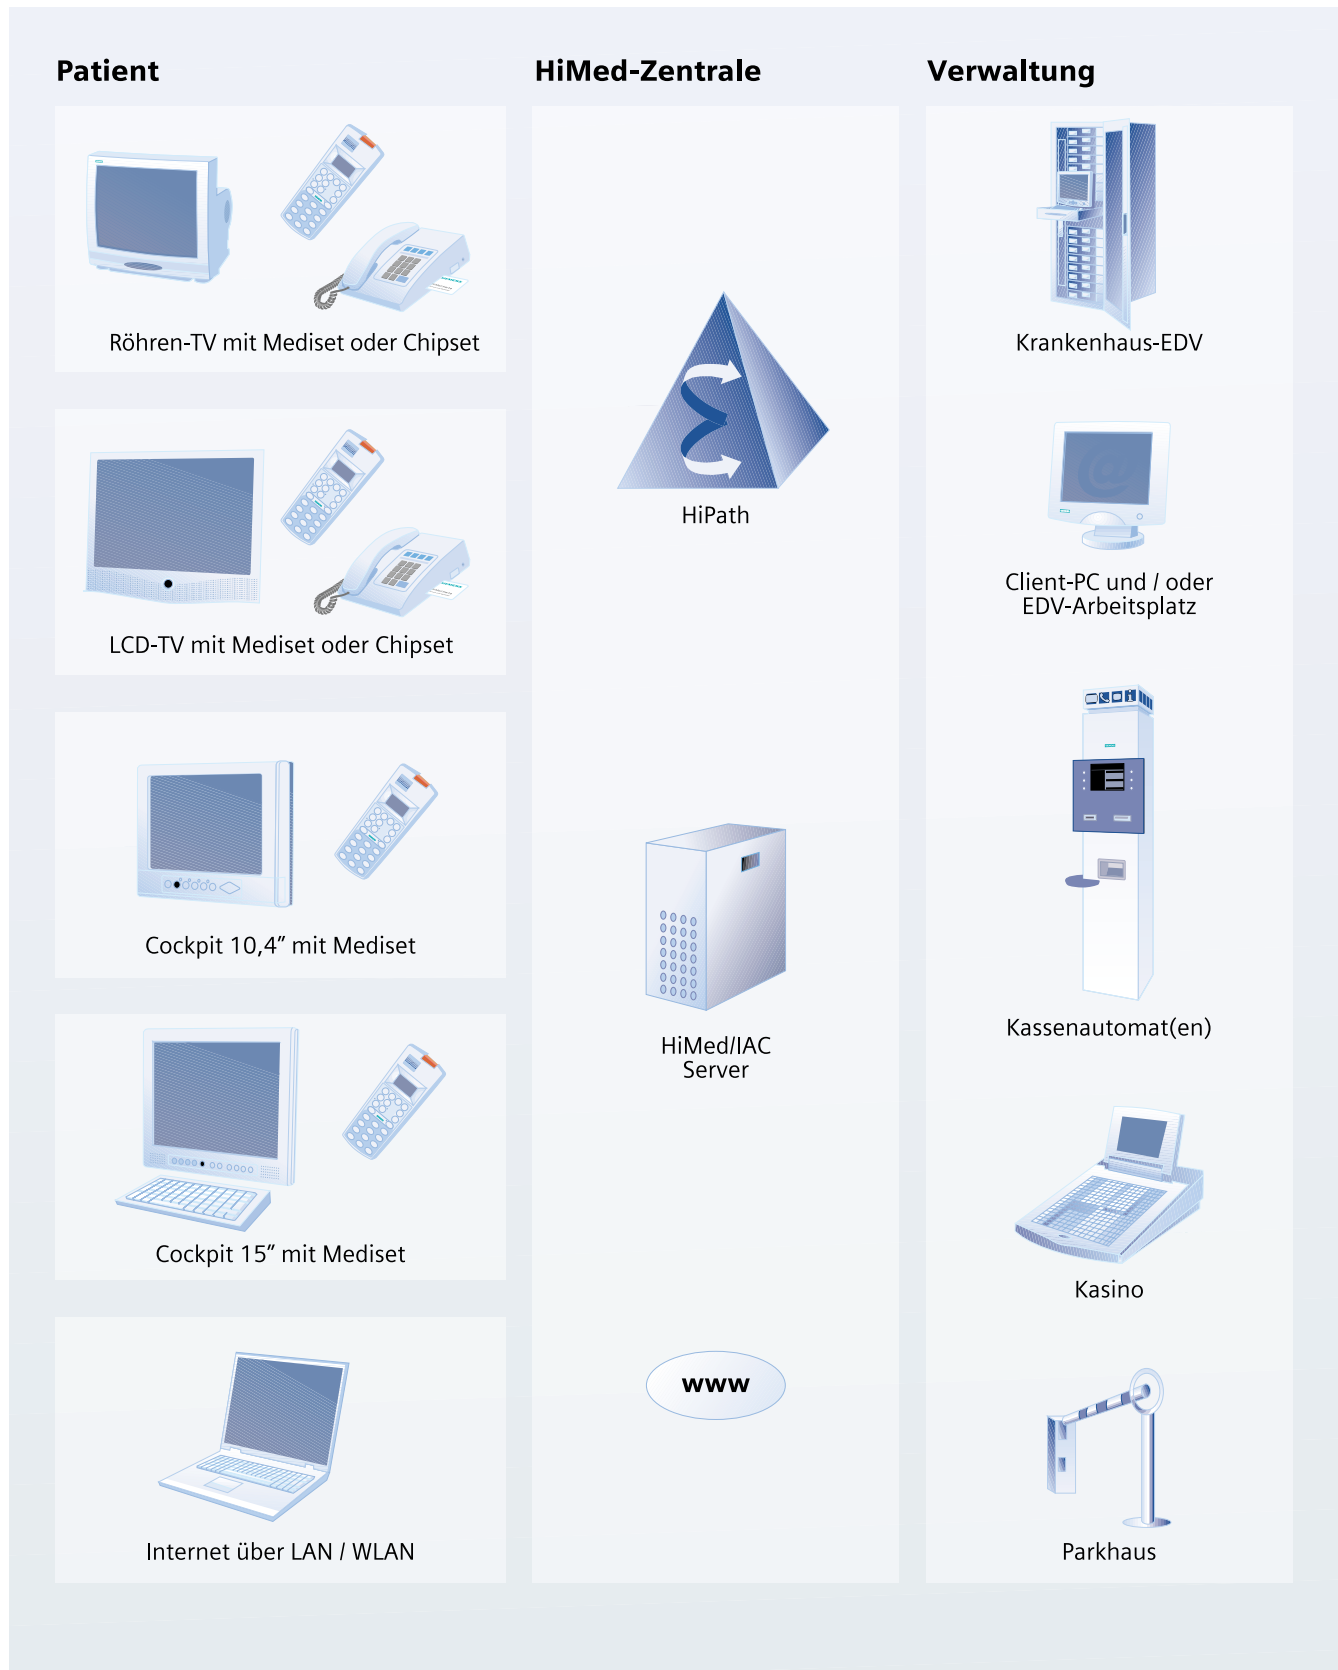 Patient
Röhren-TV mit Mediset oder Chipset
LCD-TV mit Mediset oder Chipset
Cockpit 10,4″ mit Mediset
Cockpit 15″ mit Mediset
Internet über LAN / WLAN
HiMed-Zentrale
HiPath
HiMed/IAC
Server
www
Verwaltung
Krankenhaus-EDV
@
Client-PC und / oder
EDV-Arbeitsplatz
Kassenautomat(en)
Kasino
Parkhaus